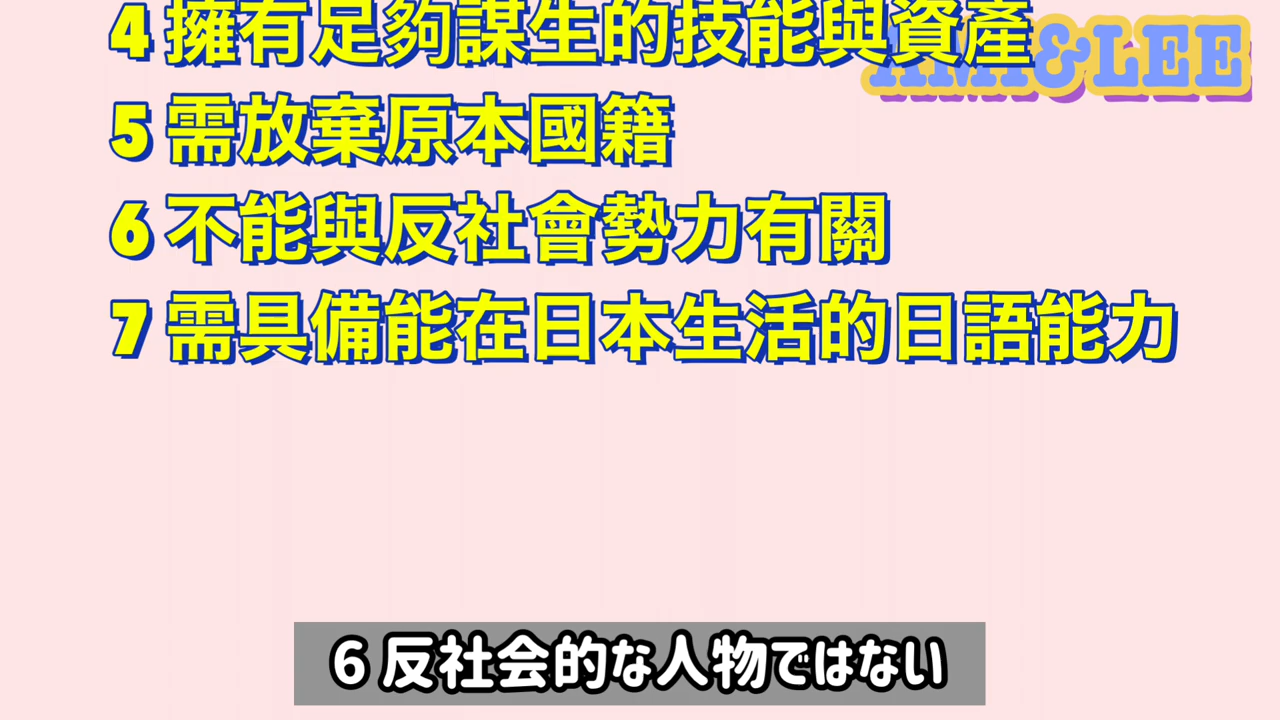 4 擁有足夠謀生的技能與資產
AMI&LEE
5 需放棄原本國籍
6 不能與反社會勢力有關
7 需具備能在日本生活的日語能力
6 反社会的な人物ではない